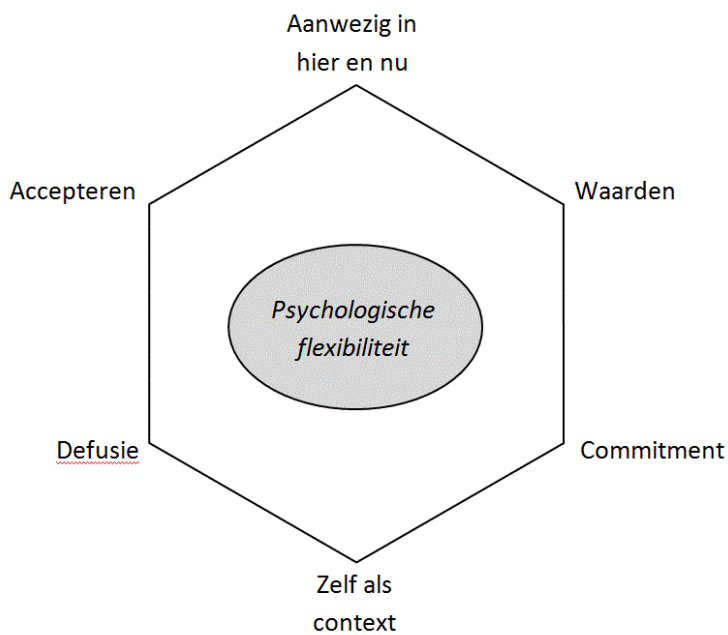 Aanwezig in
hier en nu
Accepteren
Waarden
Psychologische
flexibiliteit
Defusie
Commitment
Zelf als
context